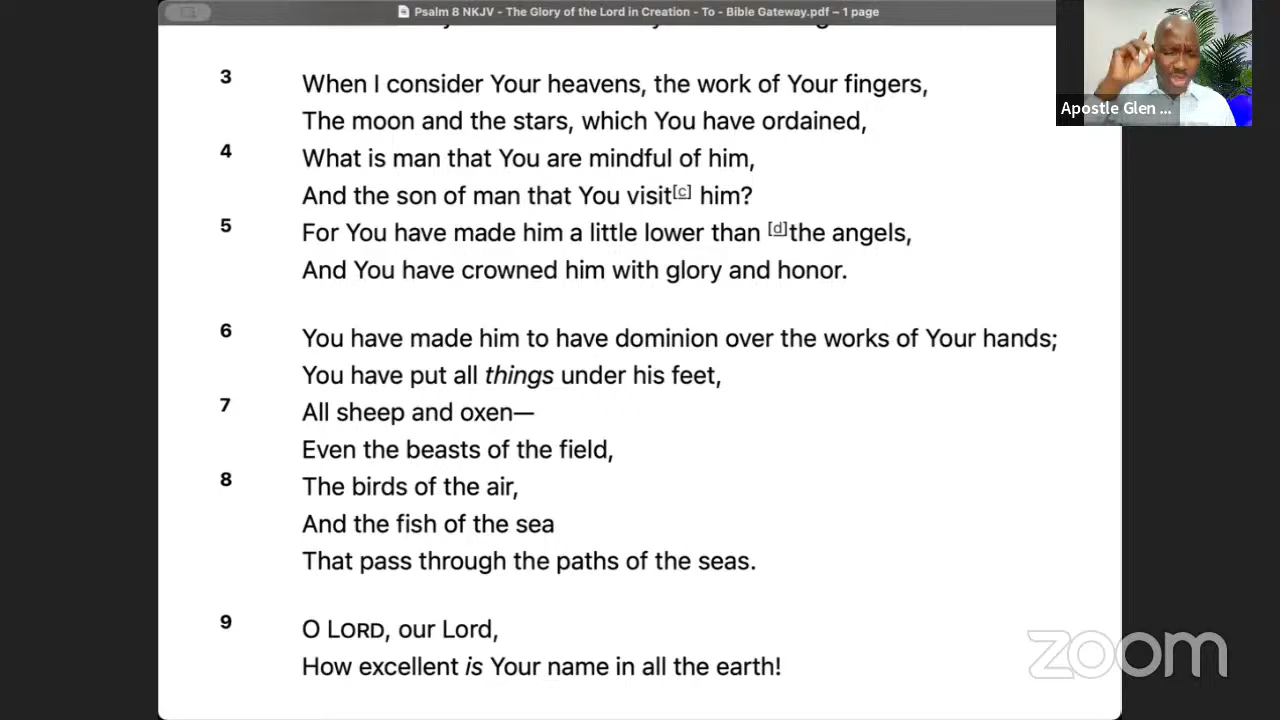 Psalm 8 NKJV - The Glory of the Lord in Creation - To - Bible Gateway.pdf – 1 page
3 When I consider Your heavens, the work of Your fingers,
The moon and the stars, which You have ordained,
4 What is man that You are mindful of him,
And the son of man that You visit[c] him?
5 For You have made him a little lower than [d]the angels,
And You have crowned him with glory and honor.
6 You have made him to have dominion over the works of Your hands;
You have put all things under his feet,
7 All sheep and oxen—
Even the beasts of the field,
8 The birds of the air,
And the fish of the sea
That pass through the paths of the seas.
9 O LORD, our Lord,
How excellent is Your name in all the earth!
Apostle Glen ...
zoom